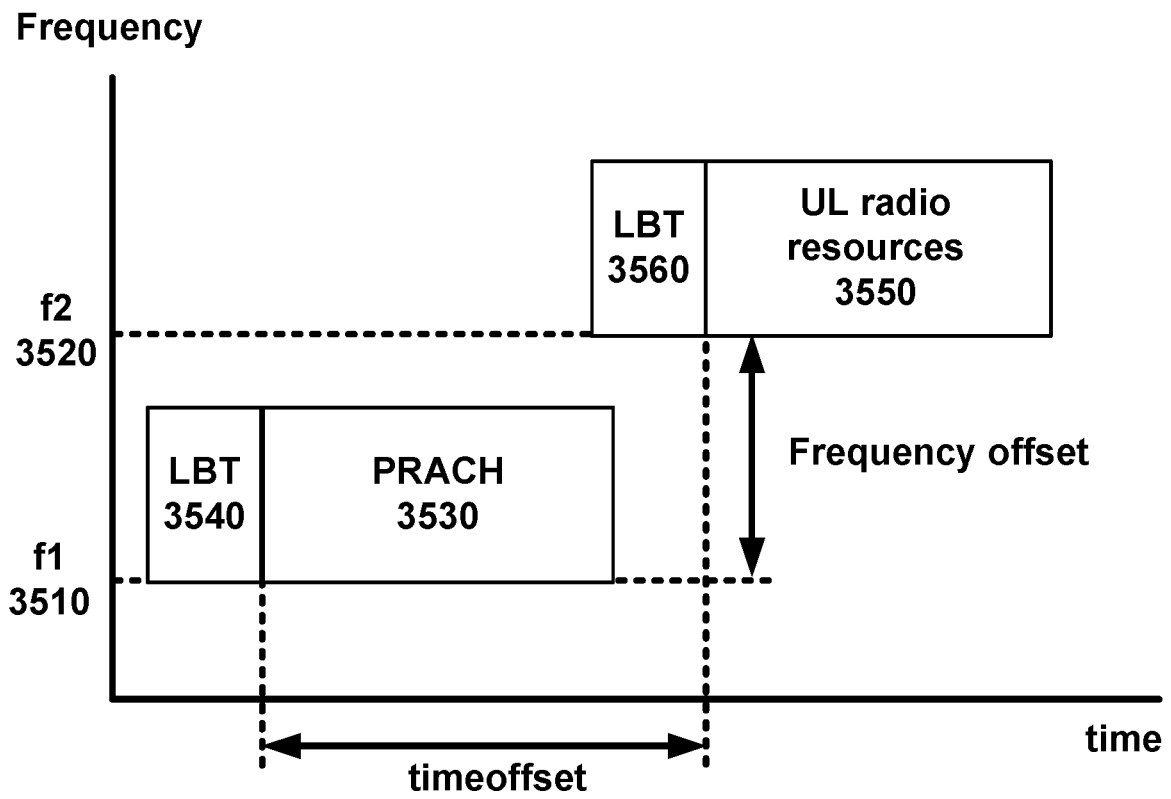 Frequency
LBT
3560
UL radio
resources
3550
f2
3520
LBT
3540
PRACH
3530
Frequency offset
f1
3510
time
timeoffset